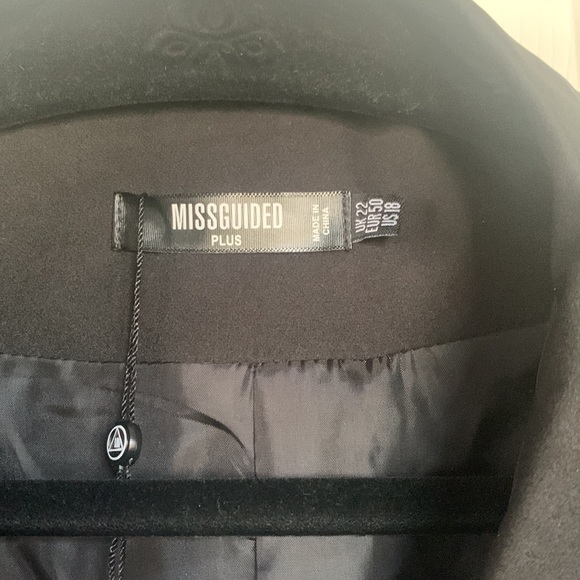 MISSGUIDED
PLUS
MADE IN
CHINA
UK 22
EUR 50
US 18